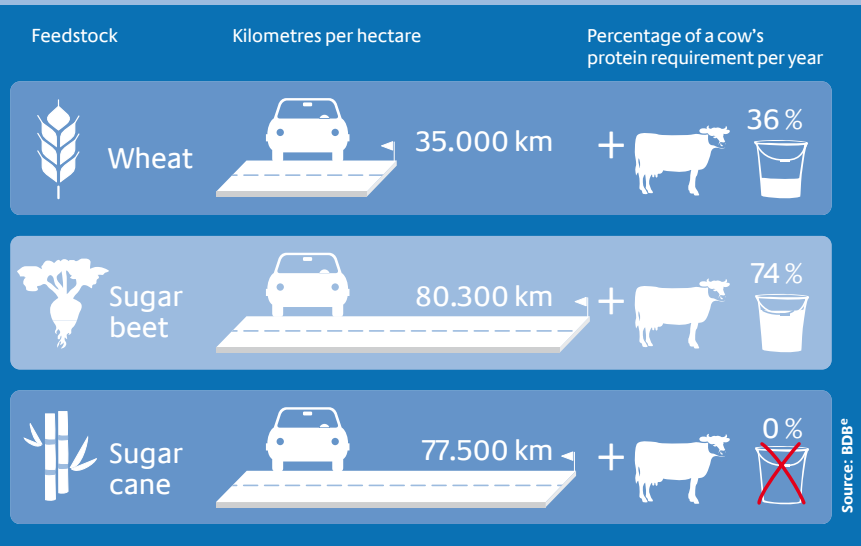 Feedstock
Kilometres per hectare
Percentage of a cow's
protein requirement per year
Wheat
35.000 km
+
36 %
Sugar
beet
80.300 km
+
74 %
Sugar
cane
77.500 km
+
0 %
Source: BDBe